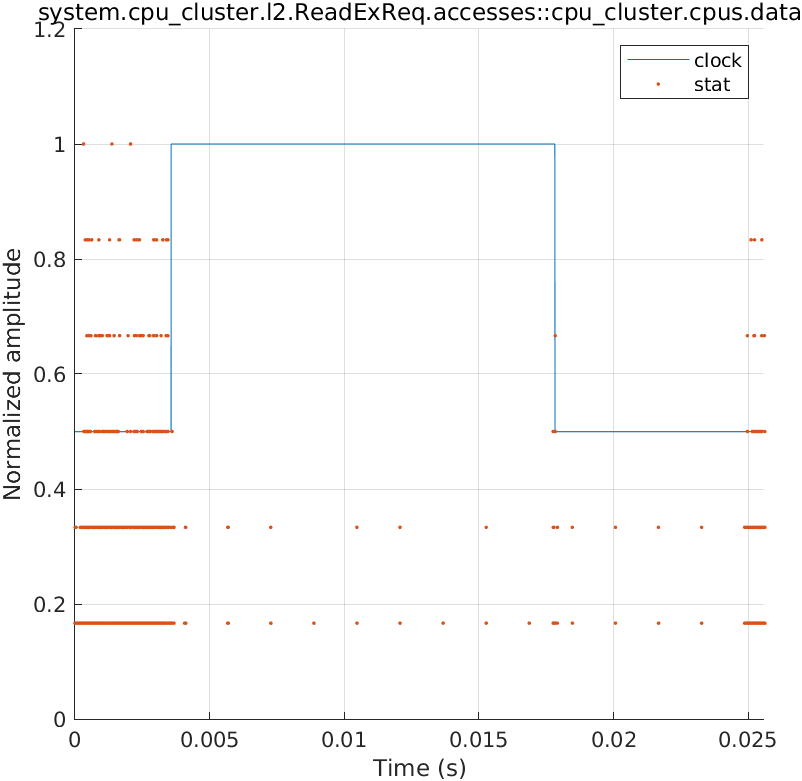 system.cpu_cluster.l2.ReadExReq.accesses::cpu_cluster.cpus.data
1.2
clock
stat
1
0.8
0.6
0.4
0.2
0
Normalized amplitude
0 0.005 0.01 0.015 0.02 0.025
Time (s)